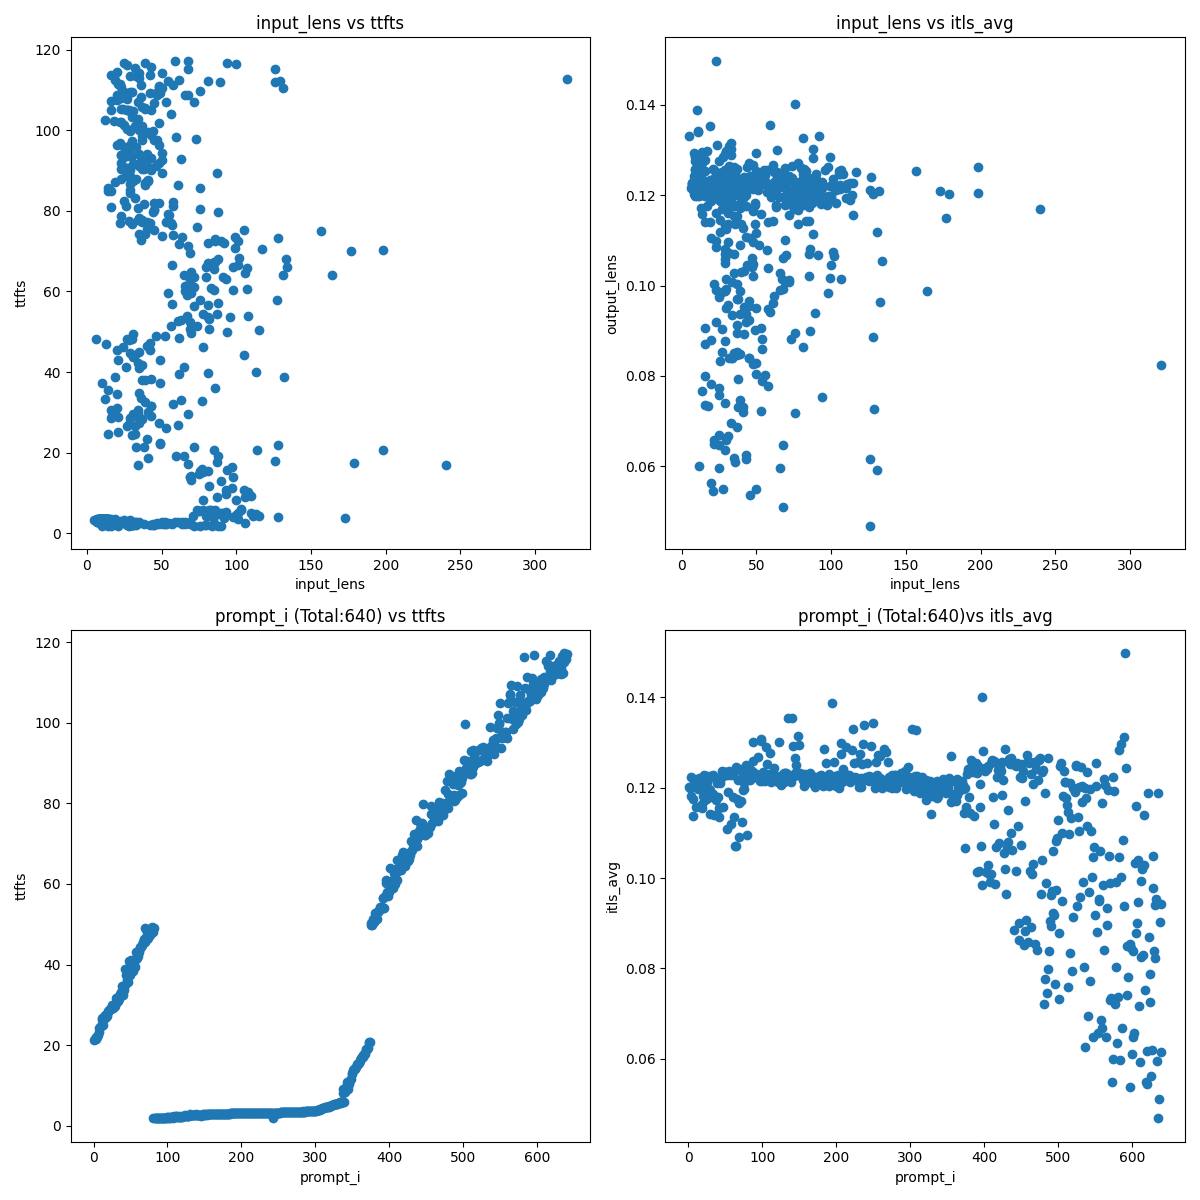 input_lens vs ttfts
ttfts
120
100
80
60
40
20
0
0 50 100 150 200 250 300
input_lens
input_lens vs itls_avg
output_lens
0.14
0.12
0.10
0.08
0.06
0 50 100 150 200 250 300
input_lens
prompt_i (Total:640) vs ttfts
ttfts
120
100
80
60
40
20
0
0 100 200 300 400 500 600
prompt_i
prompt_i (Total:640)vs itls_avg
itls_avg
0.14
0.12
0.10
0.08
0.06
0 100 200 300 400 500 600
prompt_i